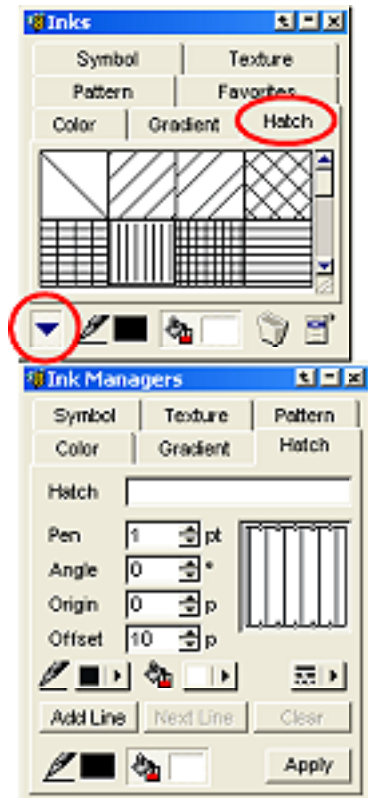 Inks
Symbol Texture
Pattern Favorites
Color Gradient Hatch
Ink Managers
Symbol Texture Pattern
Color Gradient Hatch
Hatch
Pen 1 pt
Angle 0 °
Origin 0 p
Offset 10 p
Add Line Next Line Clear
Apply